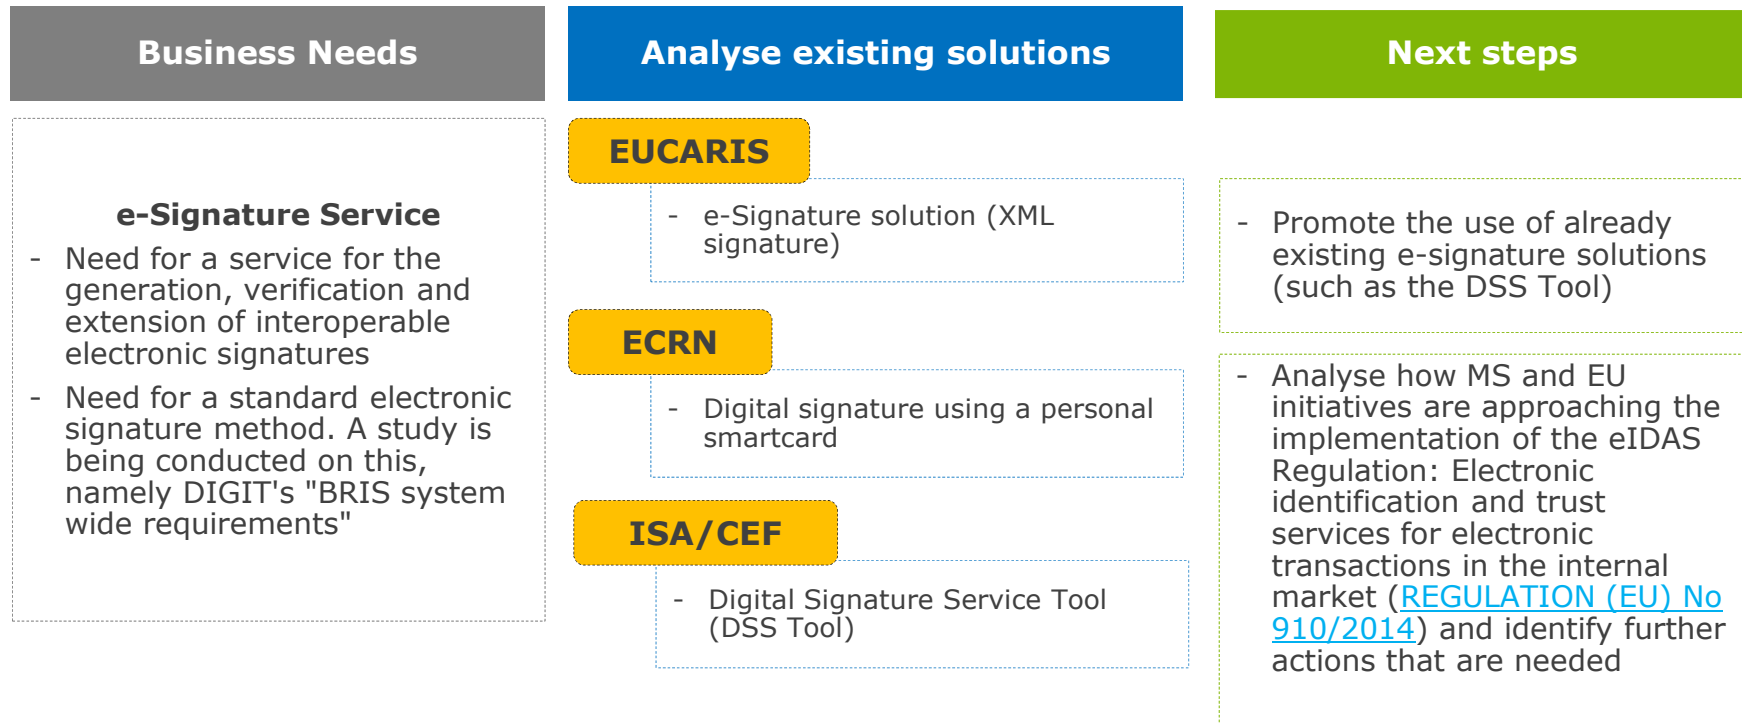 Business Needs
Analyse existing solutions
Next steps
e-Signature Service
- Need for a service for the
generation, verification and
extension of interoperable
electronic signatures
- Need for a standard electronic
signature method. A study is
being conducted on this,
namely DIGIT's "BRIS system
wide requirements"
EUCARIS
- e-Signature solution (XML
signature)
ECRN
- Digital signature using a personal
smartcard
ISA/CEF
- Digital Signature Service Tool
(DSS Tool)
- Promote the use of already
existing e-signature solutions
(such as the DSS Tool)
- Analyse how MS and EU
initiatives are approaching the
implementation of the eIDAS
Regulation: Electronic
identification and trust
services for electronic
transactions in the internal
market (REGULATION (EU) No
910/2014) and identify further
actions that are needed